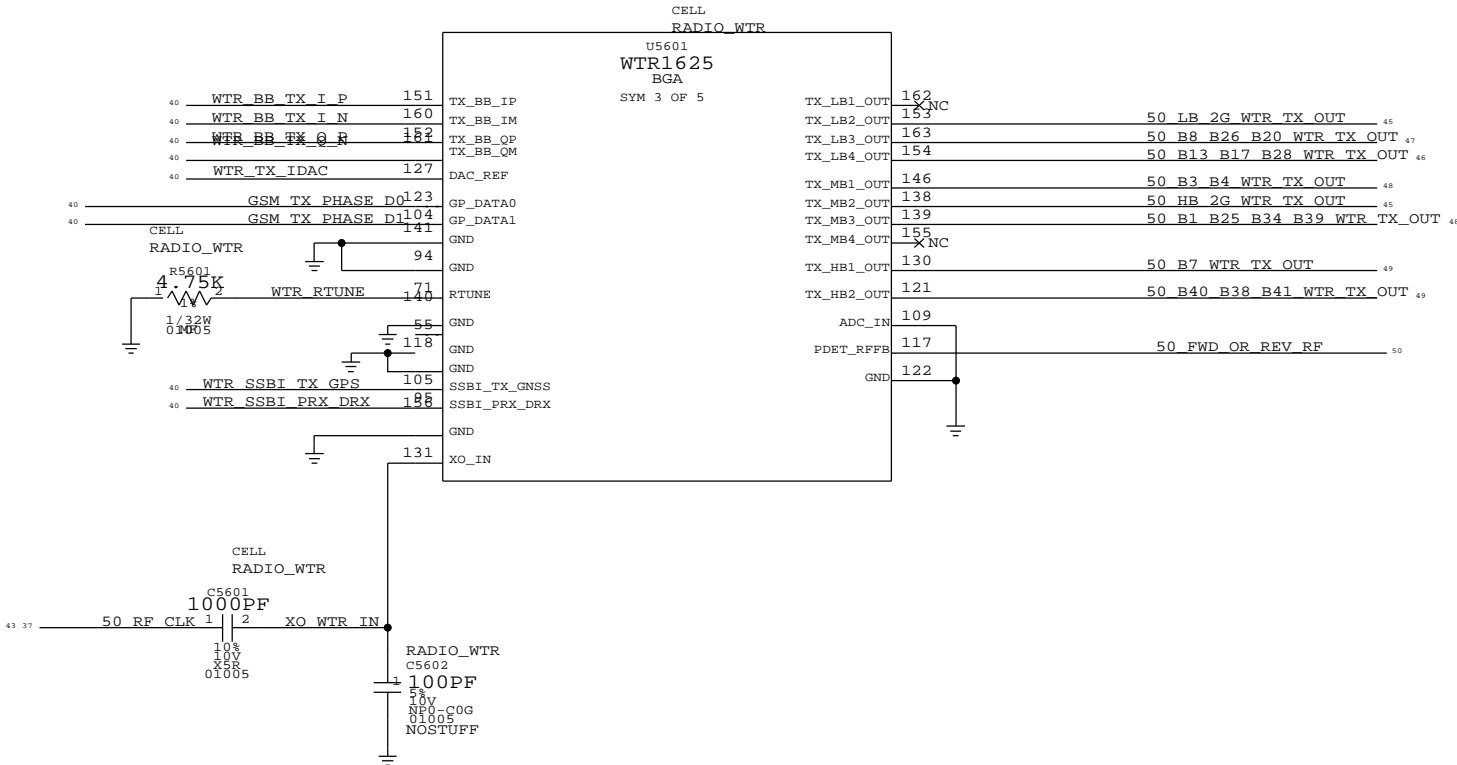 CELL
RADIO_WTR
U5601
WTR1625
BGA
SYM 3 OF 5
40 WTR_BB_TX_I_P 151 TX_BB_IP
40 WTR_BB_TX_I_N 160 TX_BB_IM
40 WTR_BB_TX_Q_P 152 TX_BB_QP
40 WTR_BB_TX_Q_N 161 TX_BB_QM
40 WTR_TX_IDAC 127 DAC_REF
40 GSM_TX_PHASE_D0 123 GP_DATA0
40 GSM_TX_PHASE_D1 104 GP_DATA1
141 GND
94 GND
CELL
RADIO_WTR
R5601
4.75K
1 2
1%
1/32W
MF
01005
WTR_RTUNE 71 RTUNE
140 GND
55 GND
118 GND
40 WTR_SSBI_TX_GPS 105 SSBI_TX_GNSS
40 WTR_SSBI_PRX_DRX 95 SSBI_PRX_DRX
156 GND
131 XO_IN
TX_LB1_OUT 162 NC
TX_LB2_OUT 153 50_LB_2G_WTR_TX_OUT 45
TX_LB3_OUT 163 50_B8_B26_B20_WTR_TX_OUT 47
TX_LB4_OUT 154 50_B13_B17_B28_WTR_TX_OUT 46
TX_MB1_OUT 146 50_B3_B4_WTR_TX_OUT 48
TX_MB2_OUT 138 50_HB_2G_WTR_TX_OUT 45
TX_MB3_OUT 139 50_B1_B25_B34_B39_WTR_TX_OUT
TX_MB4_OUT 155 NC
TX_HB1_OUT 130 50_B7_WTR_TX_OUT 49
TX_HB2_OUT 121 50_B40_B38_B41_WTR_TX_OUT 49
ADC_IN 109
PDET_RFFB 117 50_FWD_OR_REV_RF 50
GND 122
CELL
RADIO_WTR
C5601
1000PF
43 37 50_RF_CLK 1 2 XO_WTR_IN
10%
10V
X5R
01005
RADIO_WTR
C5602
1 100PF
5%
10V
NP0-C0G
01005
NOSTUFF